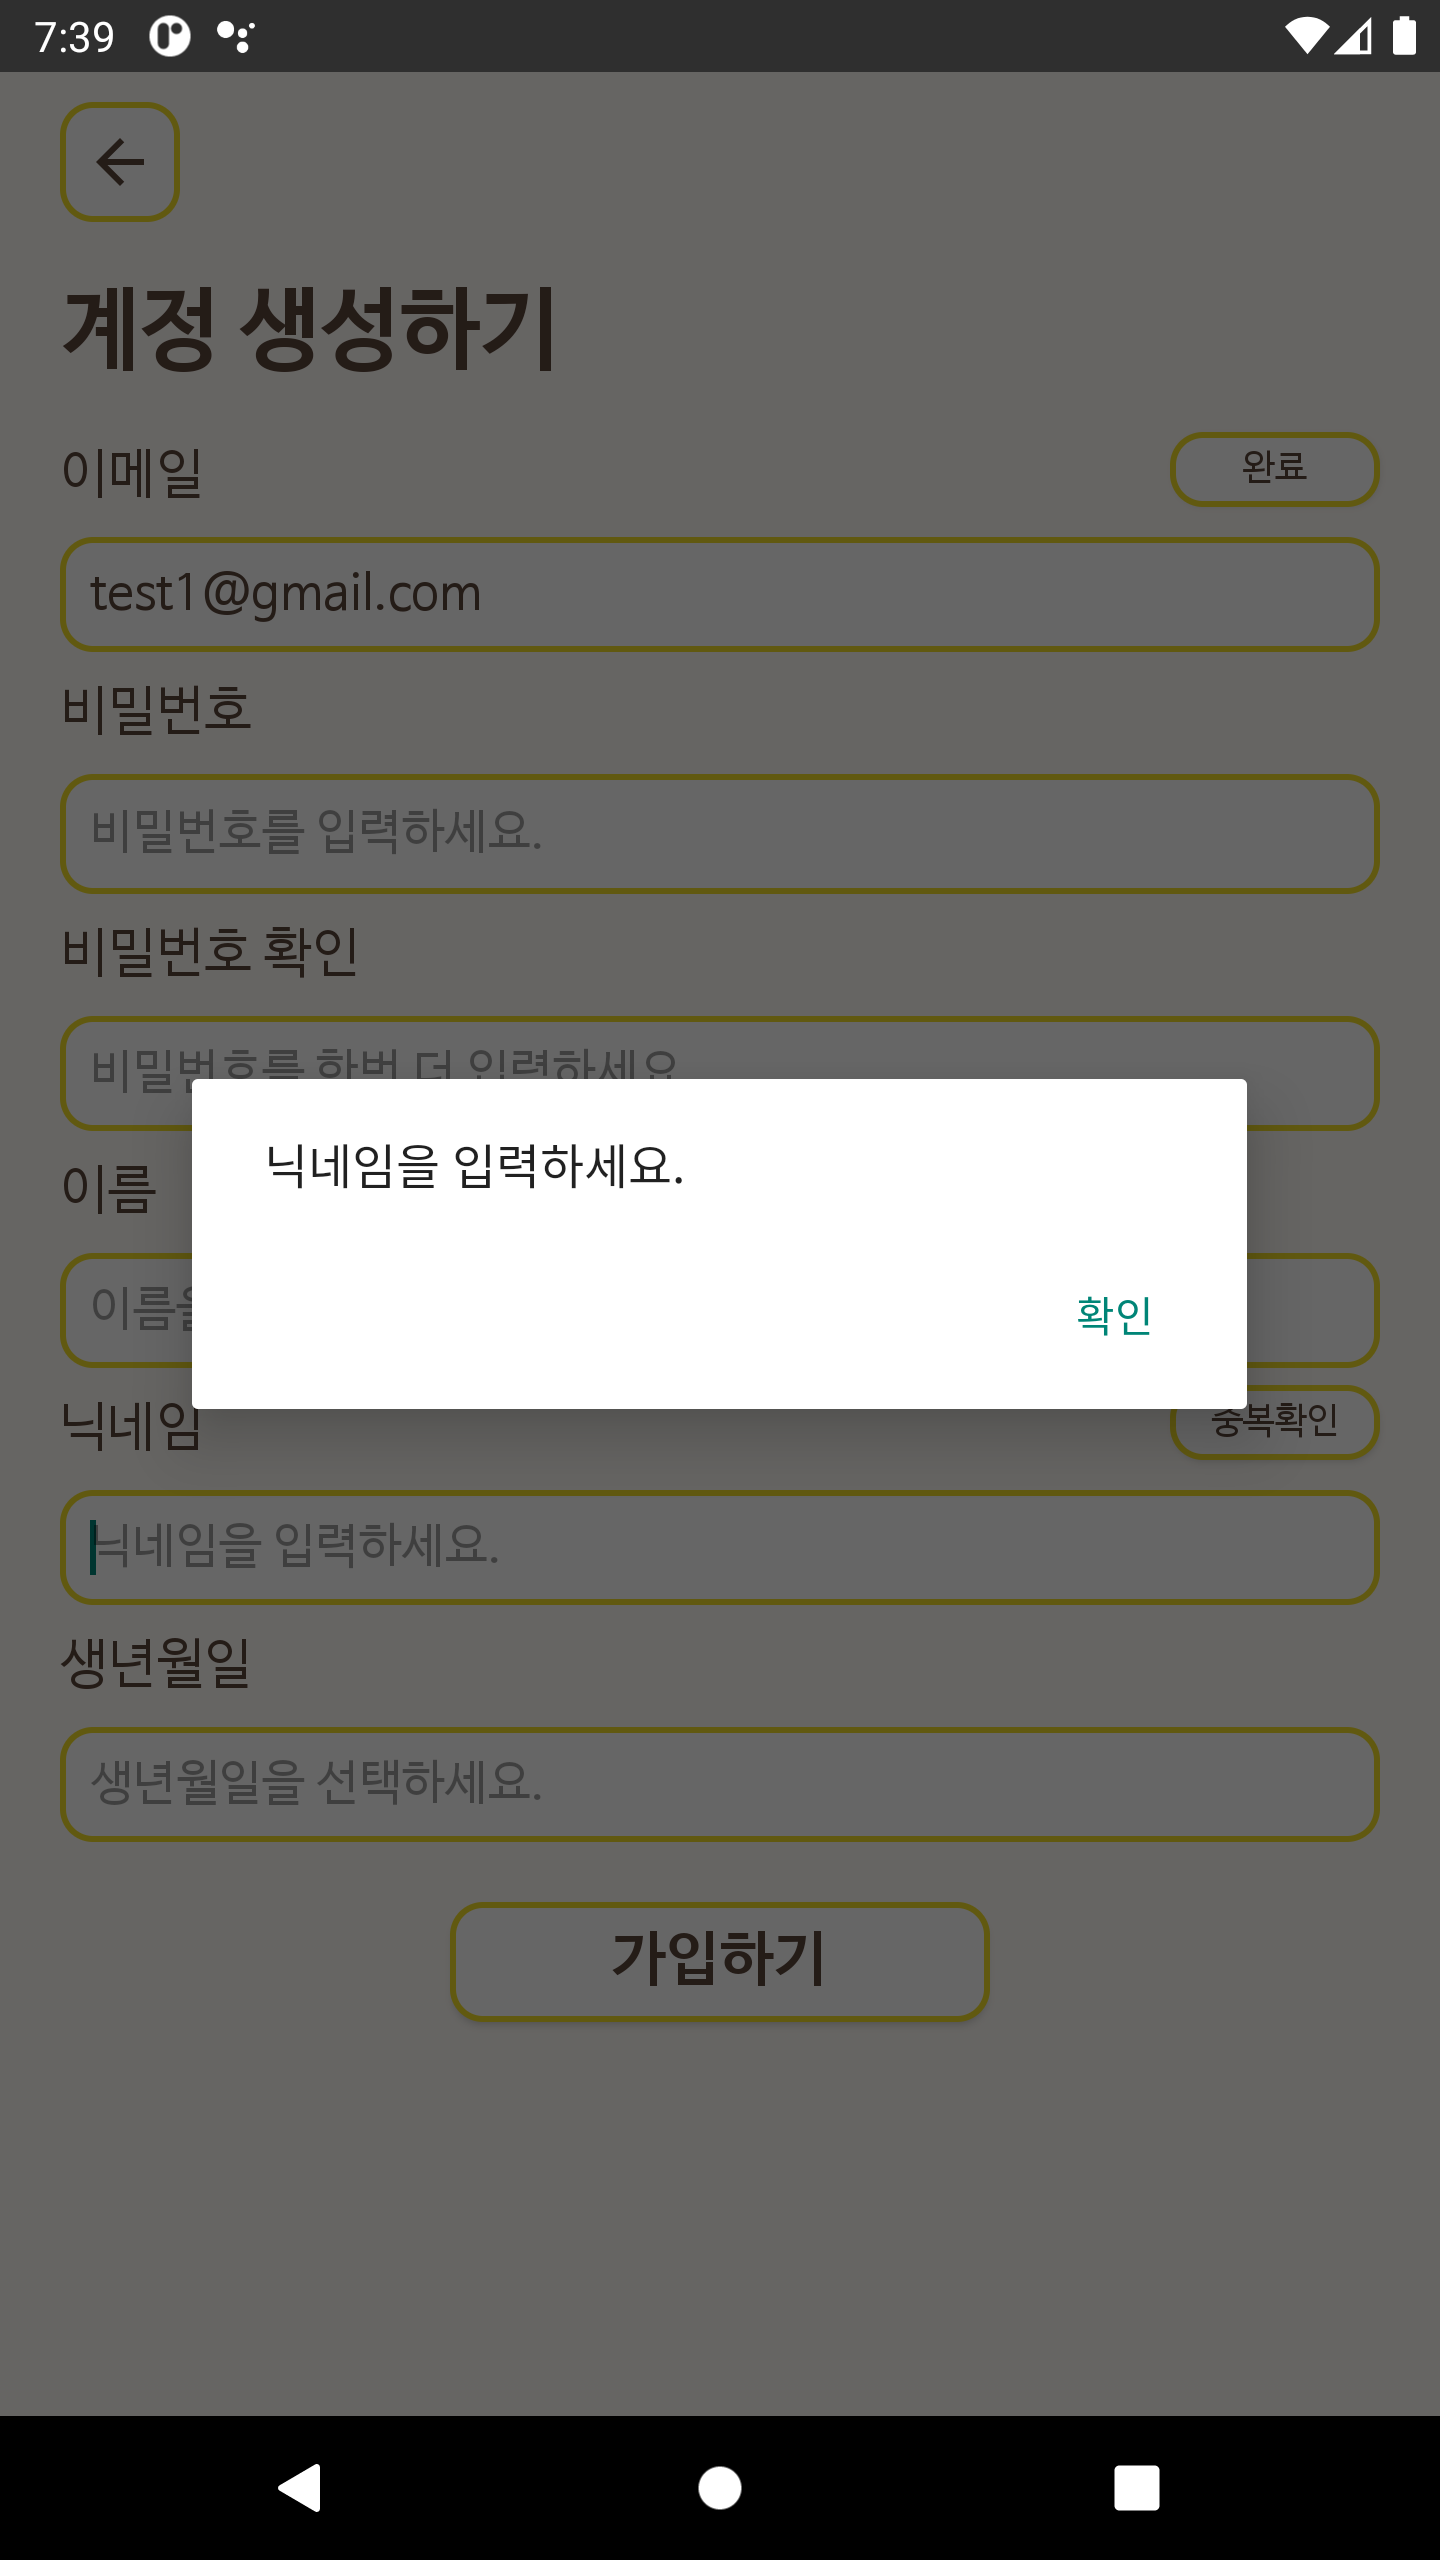 7:39
계정 생성하기
이메일
완료
test1@gmail.com
비밀번호
비밀번호를 입력하세요.
비밀번호 확인
비밀번호를 한번 더 입력하세요
닉네임을 입력하세요.
확인
이름
이름을
닉네임
중복확인
닉네임을 입력하세요.
생년월일
생년월일을 선택하세요.
가입하기